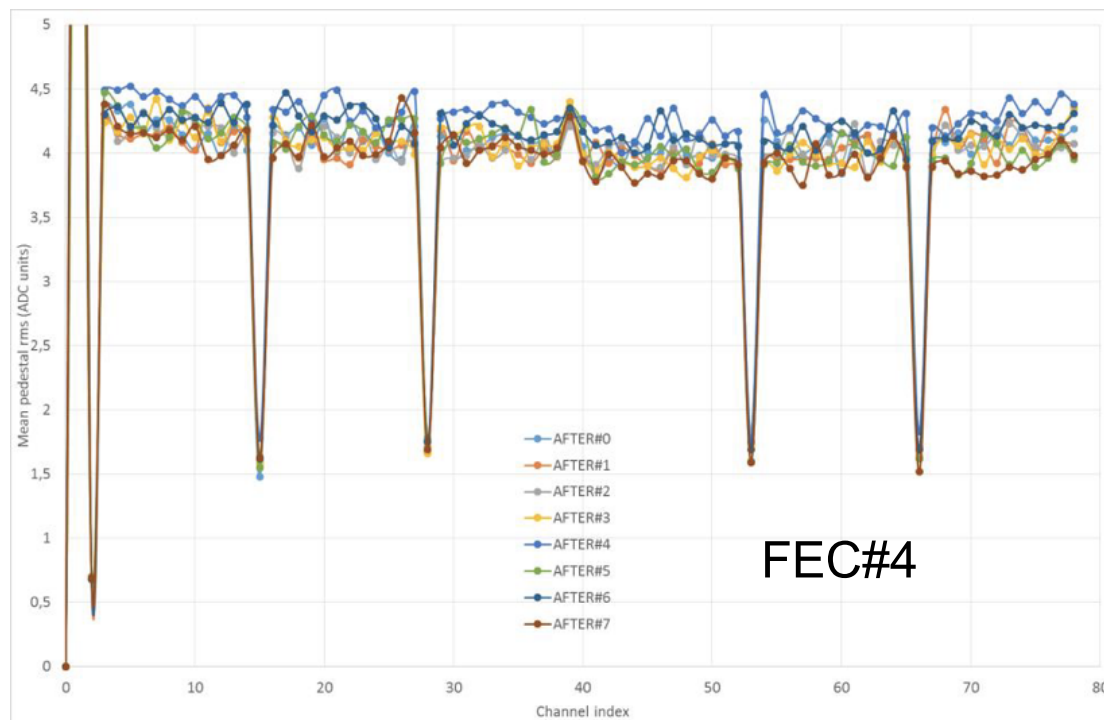 Mean pedestal rms (ADC units)
5
4,5
4
3,5
3
2,5
2
1,5
1
0,5
0
AFTER#0
AFTER#1
AFTER#2
AFTER#3
AFTER#4
AFTER#5
AFTER#6
AFTER#7
FEC#4
0 10 20 30 40 50 60 70 80
Channel index